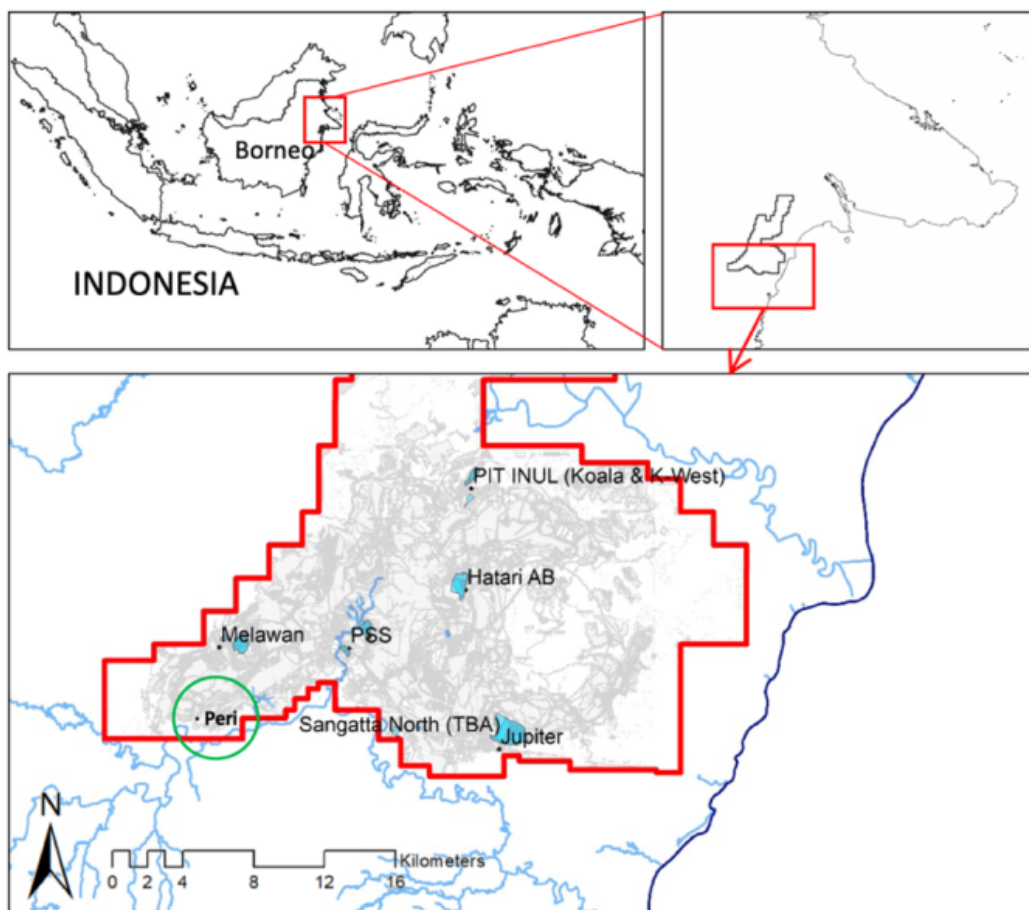 Borneo
INDONESIA
PIT INUL (Koala & K-West)
Hatari AB
Melawan
PSS
Peri
Sangatta North (TBA)
Jupiter
N
Kilometers
0 2 4 8 12 16